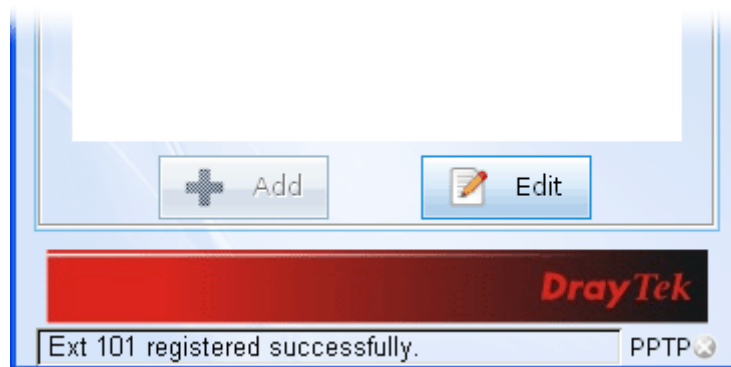 Add
Edit
DrayTek
Ext 101 registered successfully.
PPTP